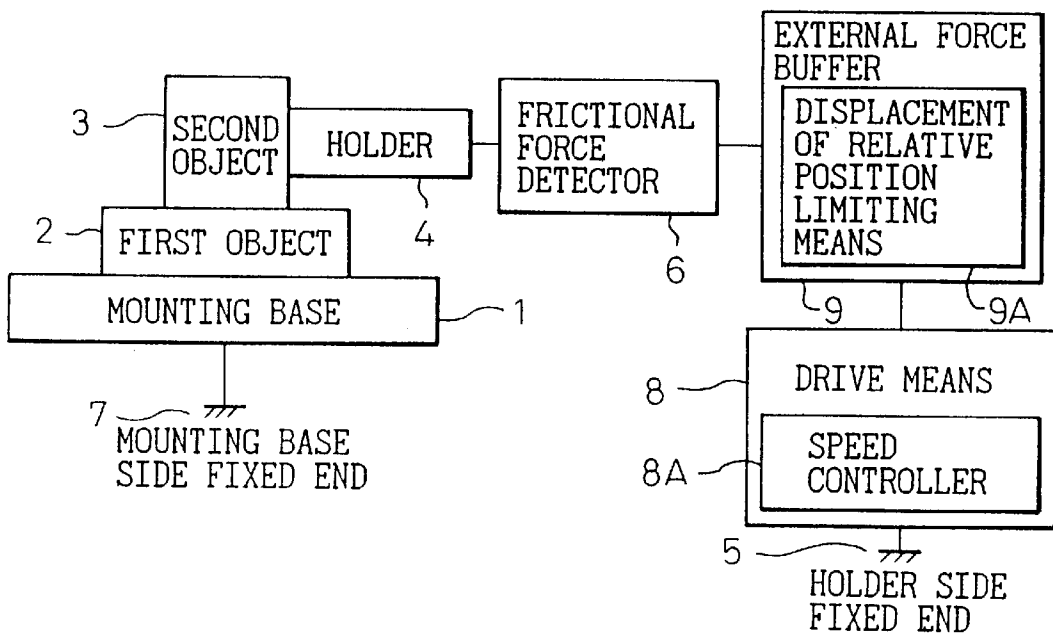 EXTERNAL FORCE
BUFFER
DISPLACEMENT
OF RELATIVE
POSITION
LIMITING
MEANS
9
9A
3
SECOND
OBJECT
HOLDER
4
FRICTIONAL
FORCE
DETECTOR
6
2
FIRST OBJECT
MOUNTING BASE
1
7
MOUNTING BASE
SIDE FIXED END
8
DRIVE MEANS
8A
SPEED
CONTROLLER
5
HOLDER SIDE
FIXED END